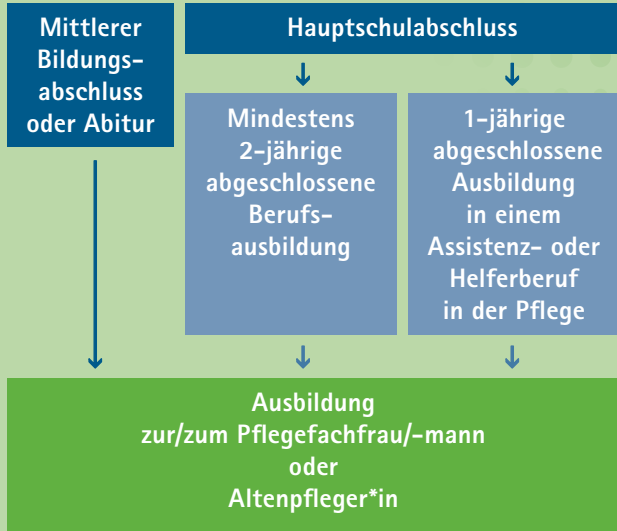 Mittlerer
Bildungs-
abschluss
oder Abitur
Hauptschulabschluss
Mindestens
2-jährige
abgeschlossene
Berufs-
ausbildung
1-jährige
abgeschlossene
Ausbildung
in einem
Assistenz- oder
Helferberuf
in der Pflege
Ausbildung
zur/zum Pflegefachfrau/-mann
oder
Altenpfleger*in